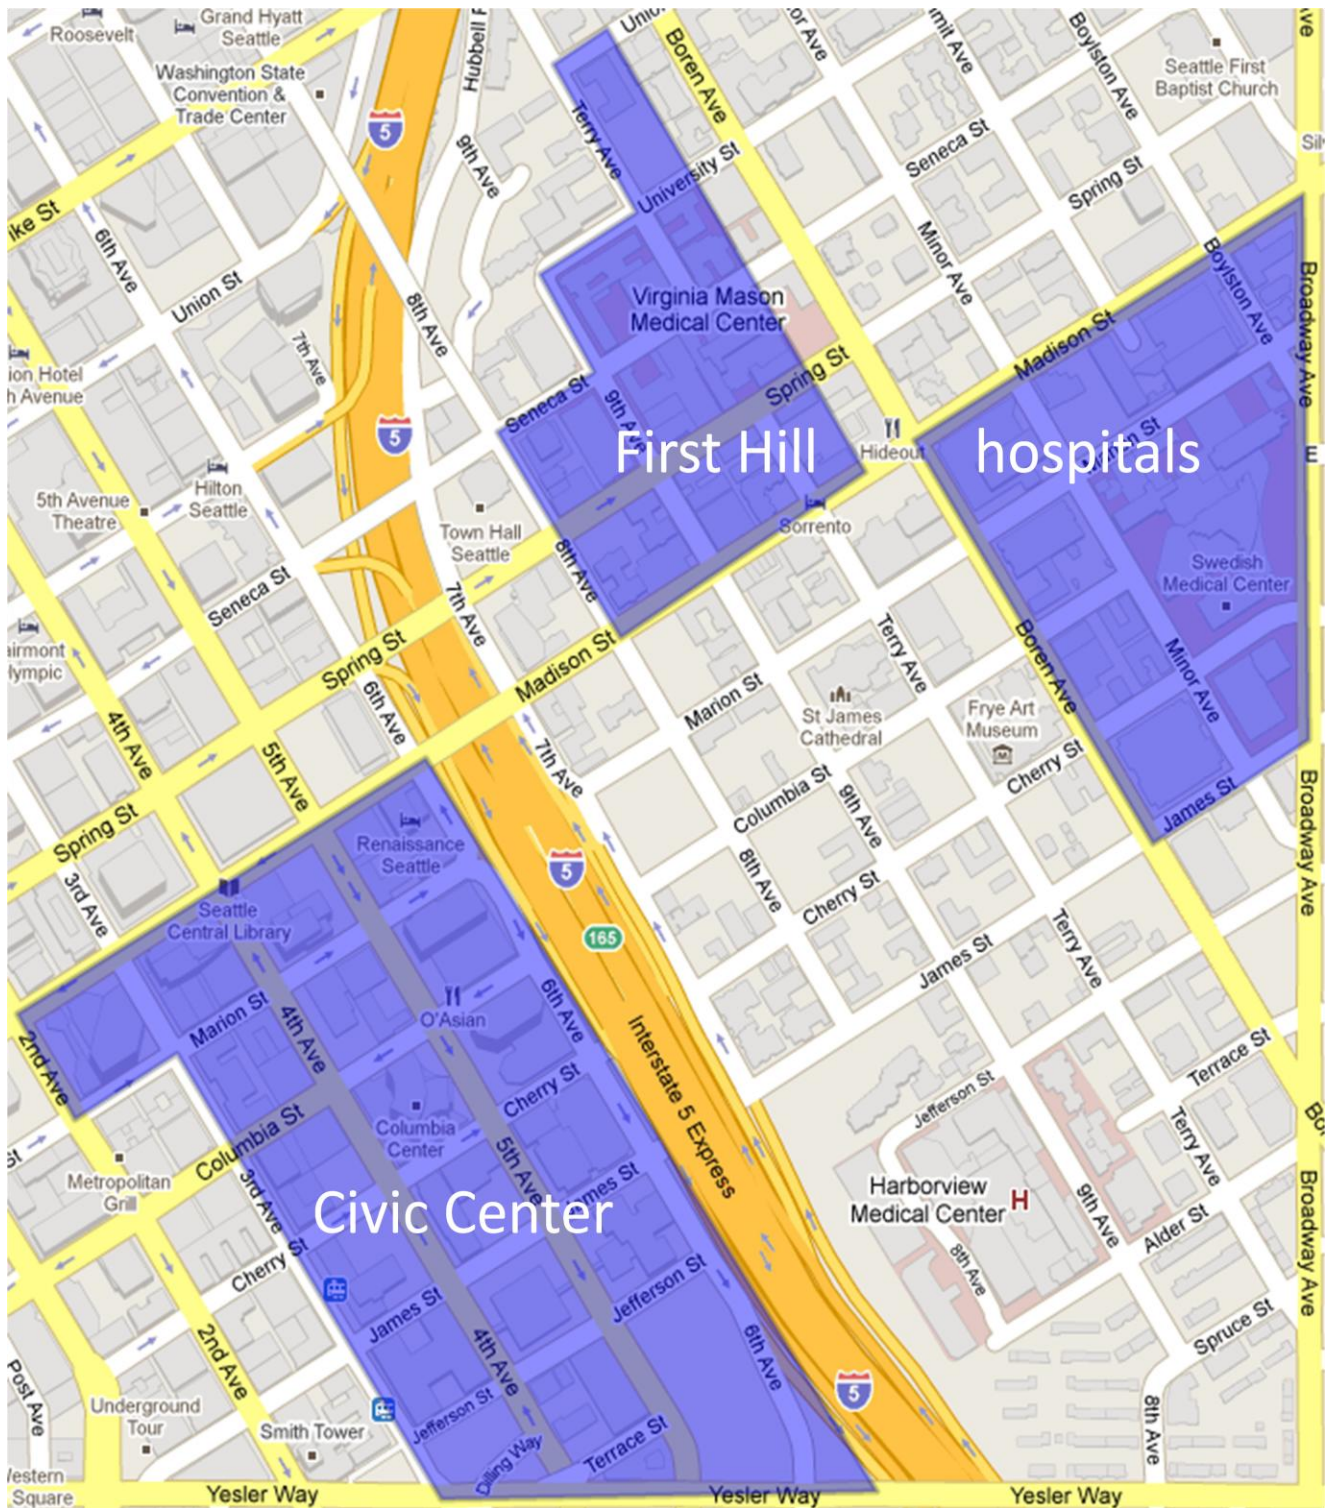 Roosevelt
Grand Hyatt
Seattle
Washington State
Convention &
Trade Center
Hubbell
Boren Ave
Boylston Ave
Seattle First
Baptist Church
5
Terry Ave
9th Ave
University St
Seneca St
Spring St
6th Ave
Union St
7th Ave
8th Ave
Minor Ave
Boylston Ave
Broadway Ave
Virginia Mason
Medical Center
Madison St
Spring St
Seneca St
9th Ave
5
Hilton
Seattle
5th Avenue
Theatre
Town Hall
Seattle
Hideout
Sorrento
First Hill
hospitals
E
Swedish
Medical Center
8th Ave
7th Ave
Seneca St
Spring St
Madison St
6th Ave
Terry Ave
Boren Ave
Minor Ave
Marion St
St James
Cathedral
Frye Art
Museum
4th Ave
5th Ave
7th Ave
Columbia St
9th Ave
Cherry St
James St
Broadway Ave
Spring St
3rd Ave
Renaissance
Seattle
5
8th Ave
Cherry St
Seattle
Central Library
165
James St
Terry Ave
Marion St
4th Ave
O'Asian
6th Ave
Interstate 5 Express
2nd Ave
Cherry St
Columbia
Center
Jefferson St
Terrace St
Terry Ave
Columbia St
Metropolitan
Grill
3rd Ave
5th Ave
James St
Civic Center
Harborview
Medical Center
H
9th Ave
Alder St
Broadway Ave
8th Ave
Cherry St
James St
Jefferson St
Spruce St
2nd Ave
4th Ave
6th Ave
5
Post Ave
Underground
Tour
Smith Tower
Jefferson St
Dilling Way
Terrace St
8th Ave
Square
Yesler Way
Yesler Way
Yesler Way